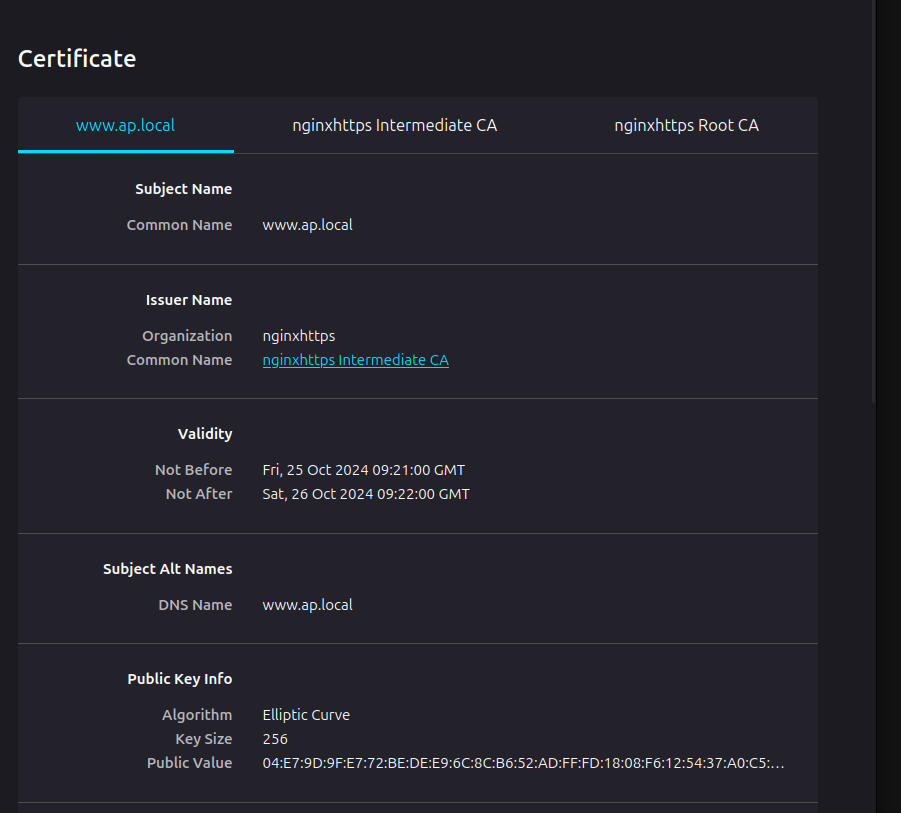 Certificate
www.ap.local nginxhttps Intermediate CA nginxhttps Root CA
Subject Name
Common Name www.ap.local
Issuer Name
Organization nginxhttps
Common Name nginxhttps Intermediate CA
Validity
Not Before Fri, 25 Oct 2024 09:21:00 GMT
Not After Sat, 26 Oct 2024 09:22:00 GMT
Subject Alt Names
DNS Name www.ap.local
Public Key Info
Algorithm Elliptic Curve
Key Size 256
Public Value 04:E7:9D:9F:E7:72:BE:DE:E9:6C:8C:B6:52:AD:FF:FD:18:08:F6:12:54:37:A0:C5:…